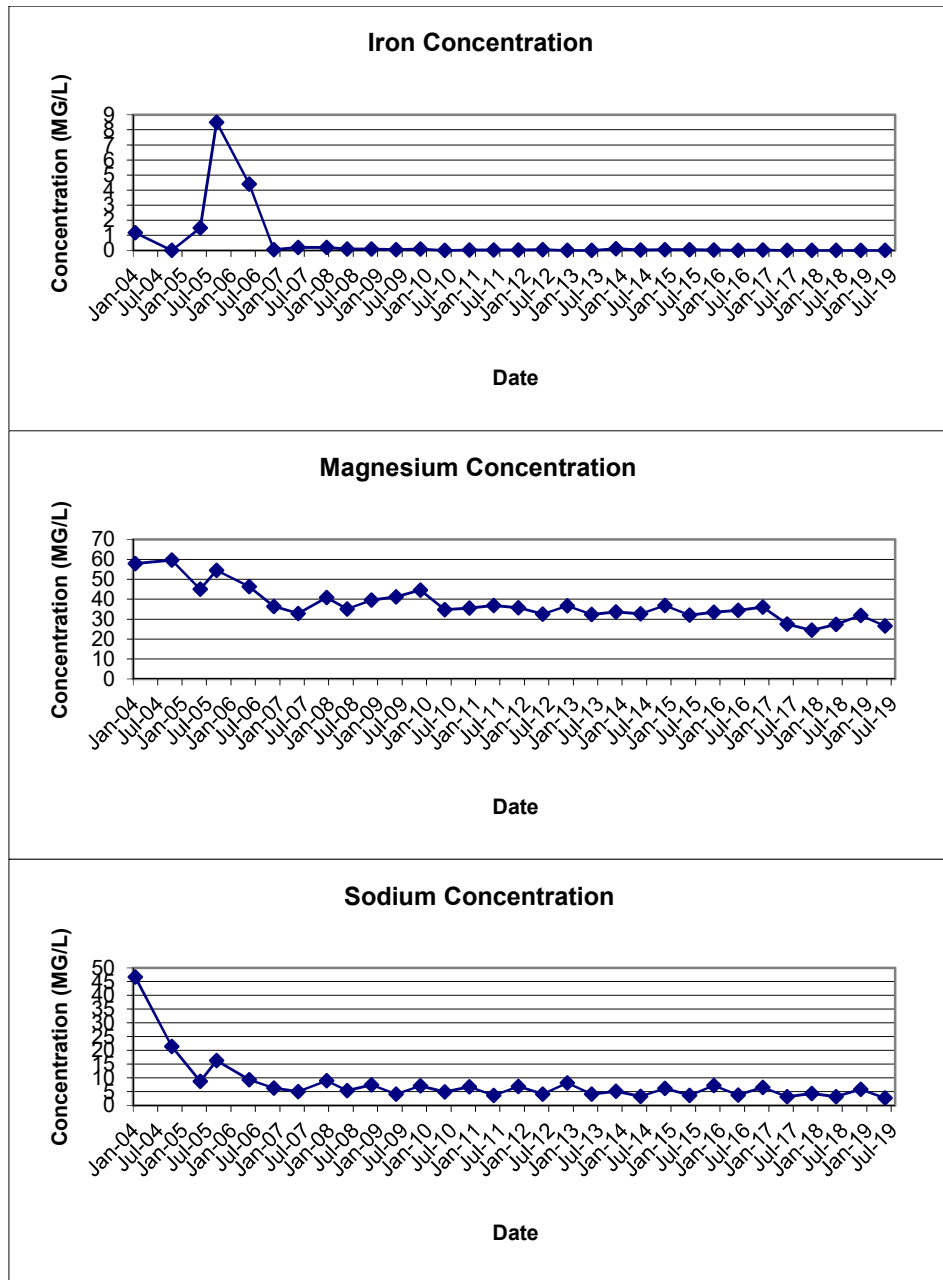 Iron Concentration
Concentration (MG/L)
9
8
7
6
5
4
3
2
1
0
Jan-04
Jul-04
Jan-05
Jul-05
Jan-06
Jul-06
Jan-07
Jul-07
Jan-08
Jul-08
Jan-09
Jul-09
Jan-10
Jul-10
Jan-11
Jul-11
Jan-12
Jul-12
Jan-13
Jul-13
Jan-14
Jul-14
Jan-15
Jul-15
Jan-16
Jul-16
Jan-17
Jul-17
Jan-18
Jul-18
Jan-19
Jul-19
Date
Magnesium Concentration
Concentration (MG/L)
70
60
50
40
30
20
10
0
Jan-04
Jul-04
Jan-05
Jul-05
Jan-06
Jul-06
Jan-07
Jul-07
Jan-08
Jul-08
Jan-09
Jul-09
Jan-10
Jul-10
Jan-11
Jul-11
Jan-12
Jul-12
Jan-13
Jul-13
Jan-14
Jul-14
Jan-15
Jul-15
Jan-16
Jul-16
Jan-17
Jul-17
Jan-18
Jul-18
Jan-19
Jul-19
Date
Sodium Concentration
Concentration (MG/L)
50
45
40
35
30
25
20
15
10
5
0
Jan-04
Jul-04
Jan-05
Jul-05
Jan-06
Jul-06
Jan-07
Jul-07
Jan-08
Jul-08
Jan-09
Jul-09
Jan-10
Jul-10
Jan-11
Jul-11
Jan-12
Jul-12
Jan-13
Jul-13
Jan-14
Jul-14
Jan-15
Jul-15
Jan-16
Jul-16
Jan-17
Jul-17
Jan-18
Jul-18
Jan-19
Jul-19
Date